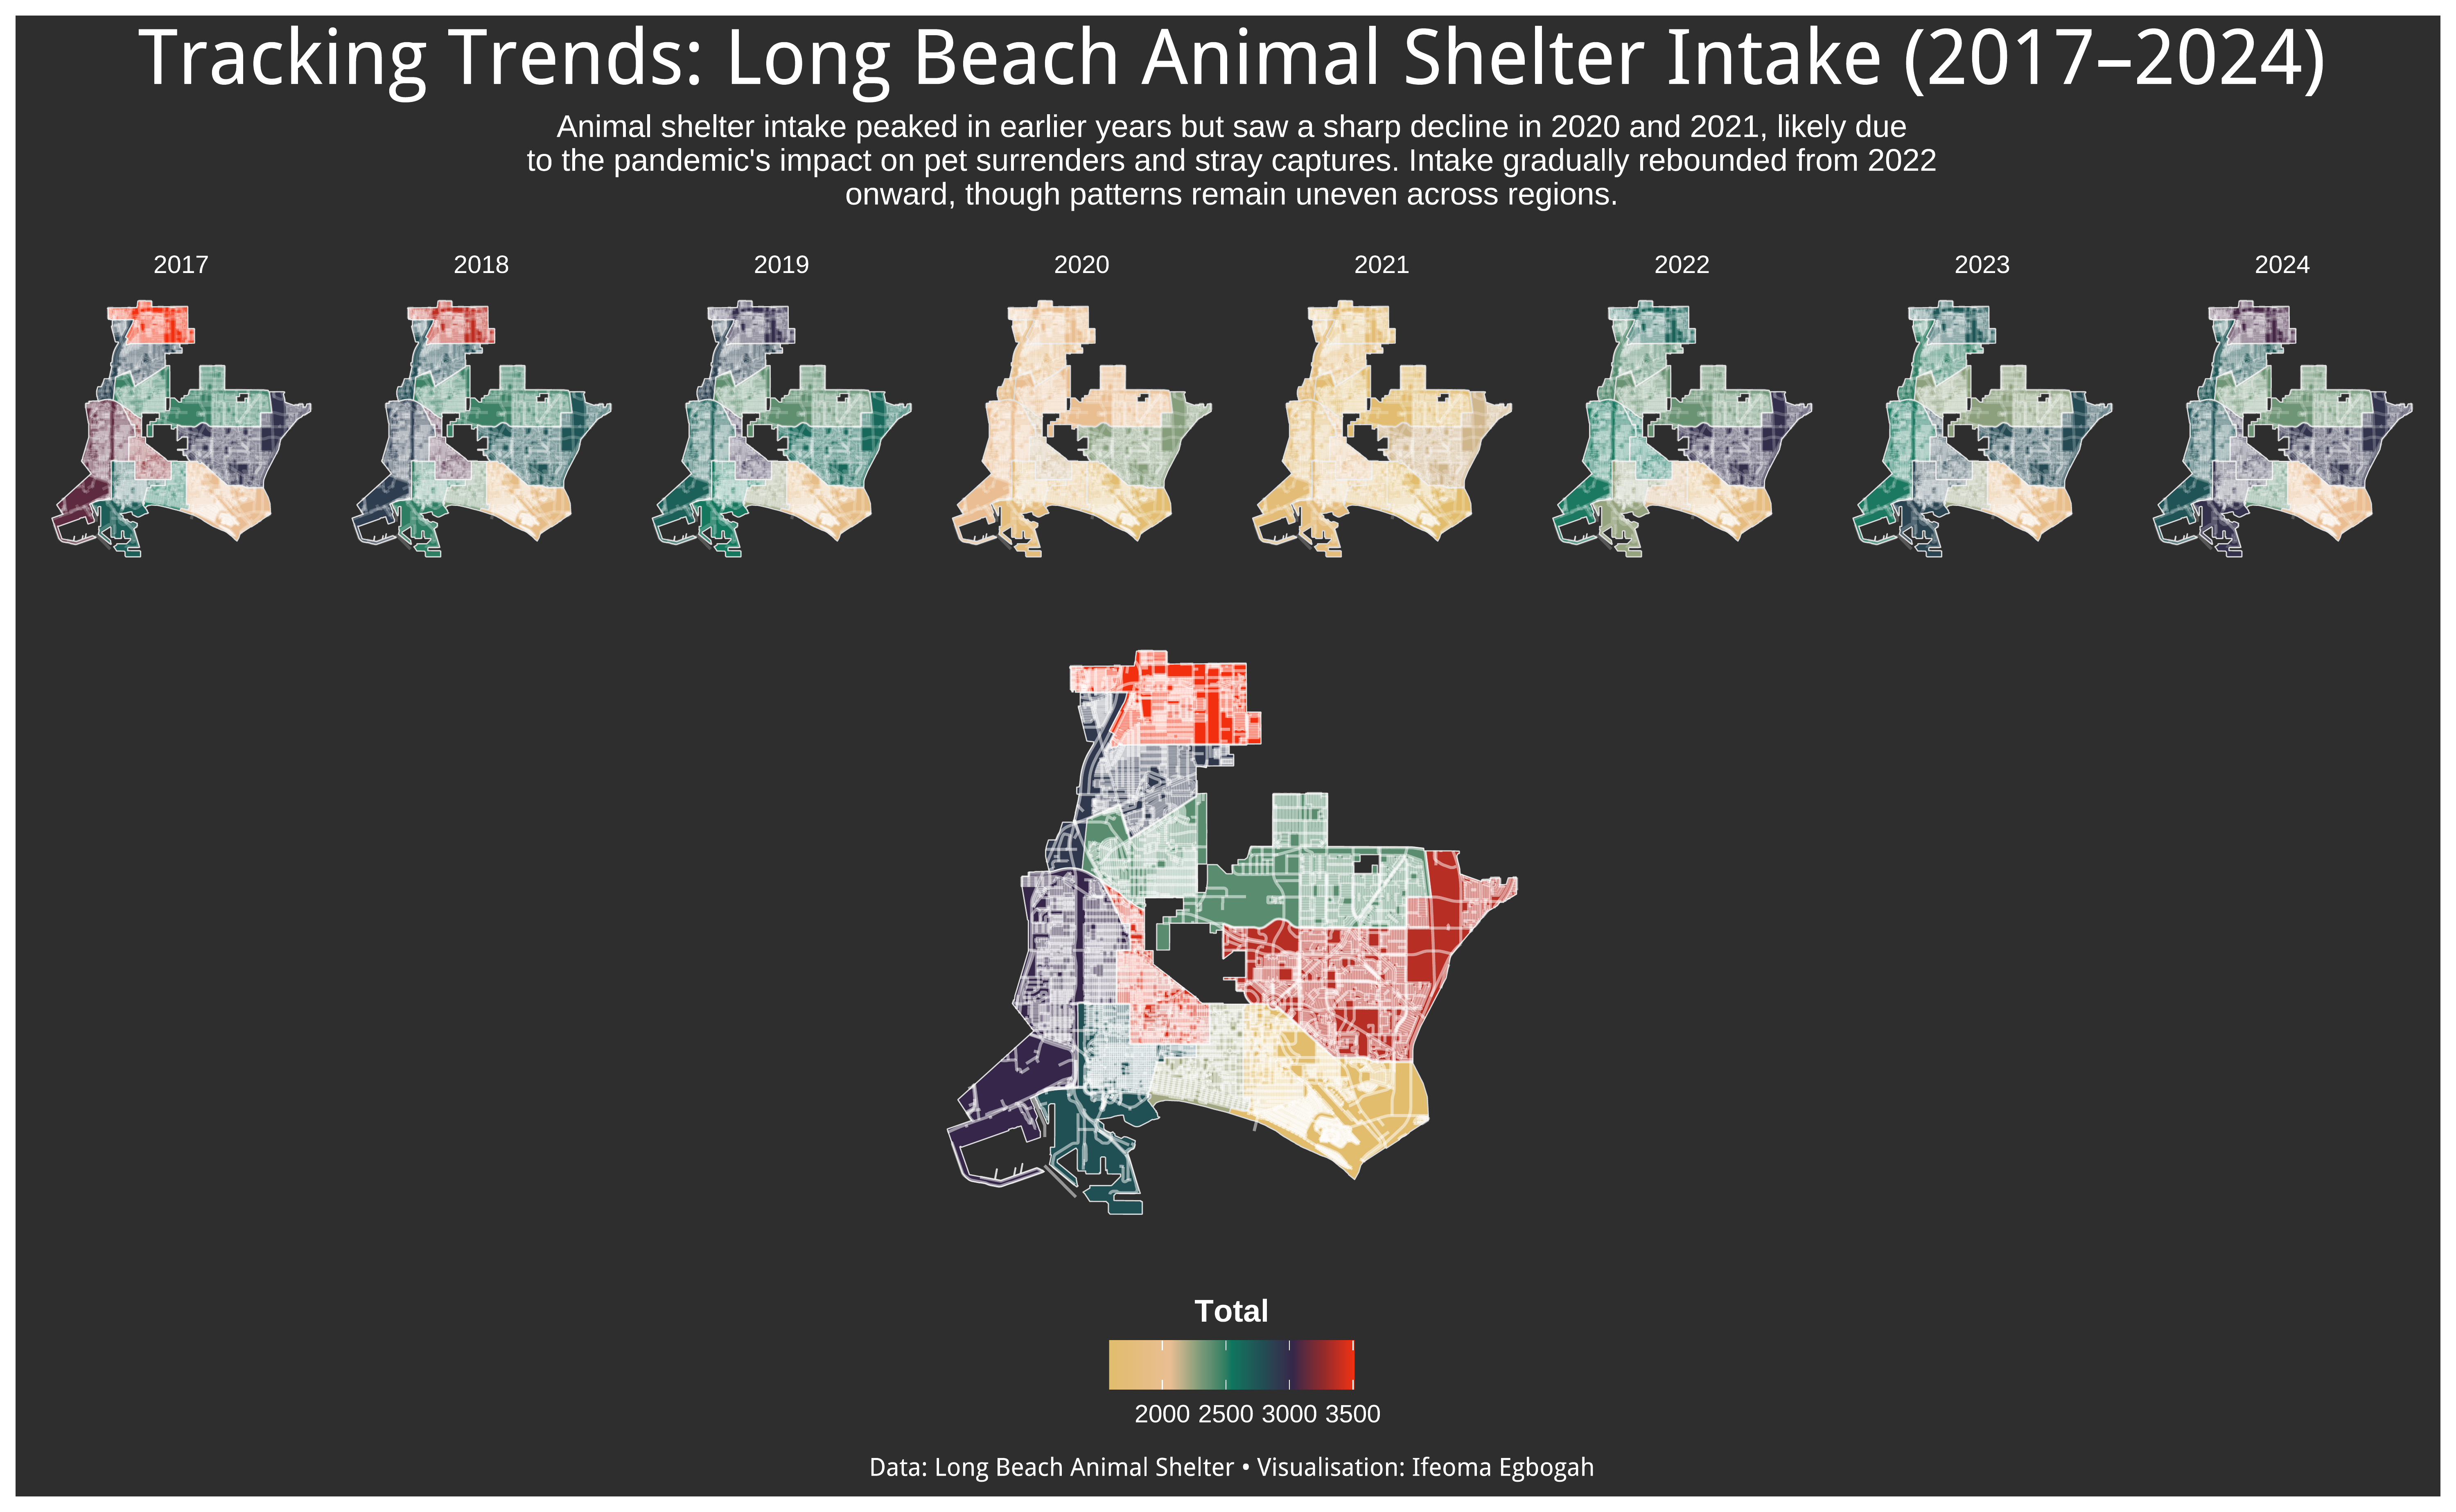 Tracking Trends: Long Beach Animal Shelter Intake (2017–2024)
Animal shelter intake peaked in earlier years but saw a sharp decline in 2020 and 2021, likely due
to the pandemic's impact on pet surrenders and stray captures. Intake gradually rebounded from 2022
onward, though patterns remain uneven across regions.
2017 2018 2019 2020 2021 2022 2023 2024
Total
2000 2500 3000 3500
Data: Long Beach Animal Shelter • Visualisation: Ifeoma Egbogah